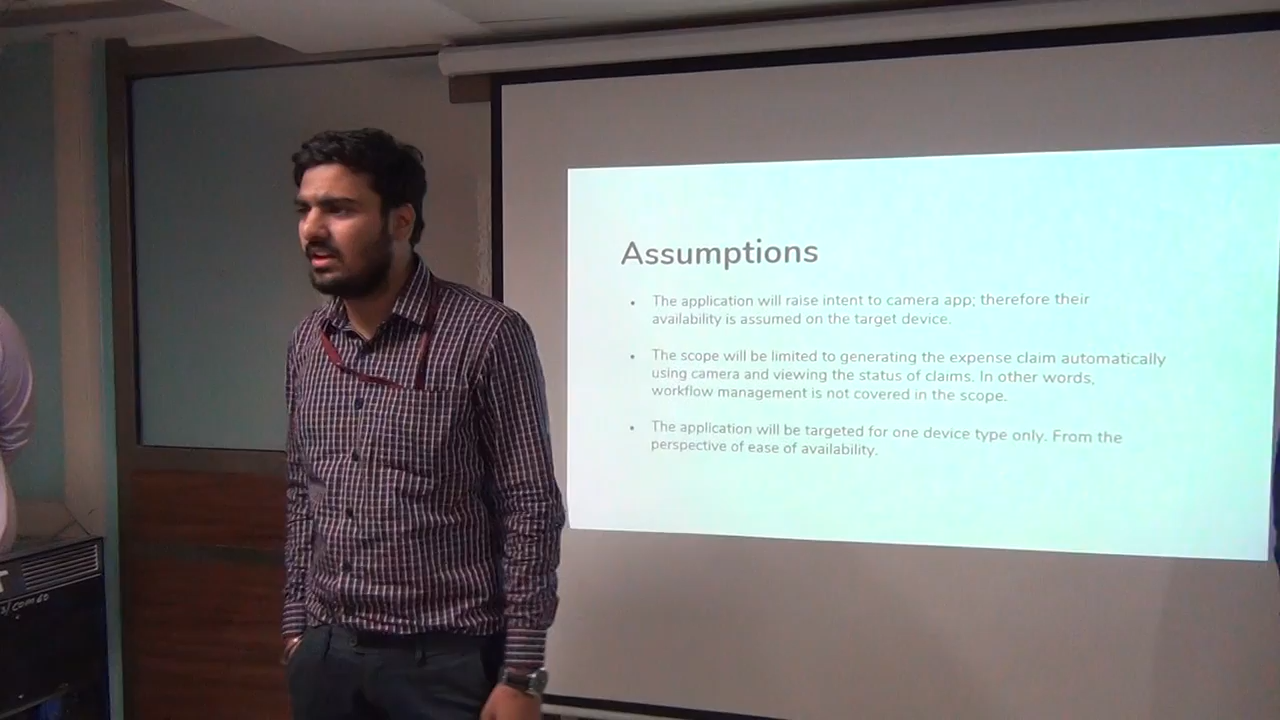 Assumptions
• The application will raise intent to camera app; therefore their
availability is assumed on the target device.
• The scope will be limited to generating the expense claim automatically
using camera and viewing the status of claims. In other words,
workflow management is not covered in the scope.
• The application will be targeted for one device type only. From the
perspective of ease of availability.